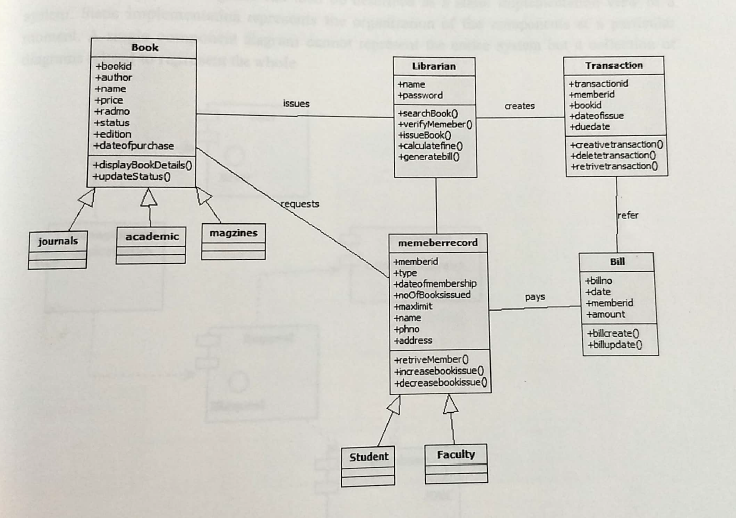 Book
+bookid
+author
+name
+price
+radmo
+status
+edition
+dateofpurchase
+displayBookDetails()
+updateStatus()
issues
Librarian
+name
+password
+searchBook()
+verifyMemeber()
+issueBook()
+calculatefine()
+generatebill()
creates
Transaction
+transactionid
+memberid
+bookid
+dateofissue
+duedate
+creativetransaction()
+deletetransaction()
+retrivetransaction()
requests
refer
journals
academic
magzines
memeberrecord
+memberid
+type
+dateofmembership
+noOfBooksissued
+maxlimit
+name
+phno
+address
+retriveMember()
+increasebookissue()
+decreasebookissue()
pays
Bill
+billno
+date
+memberid
+amount
+billcreate()
+billupdate()
Student
Faculty